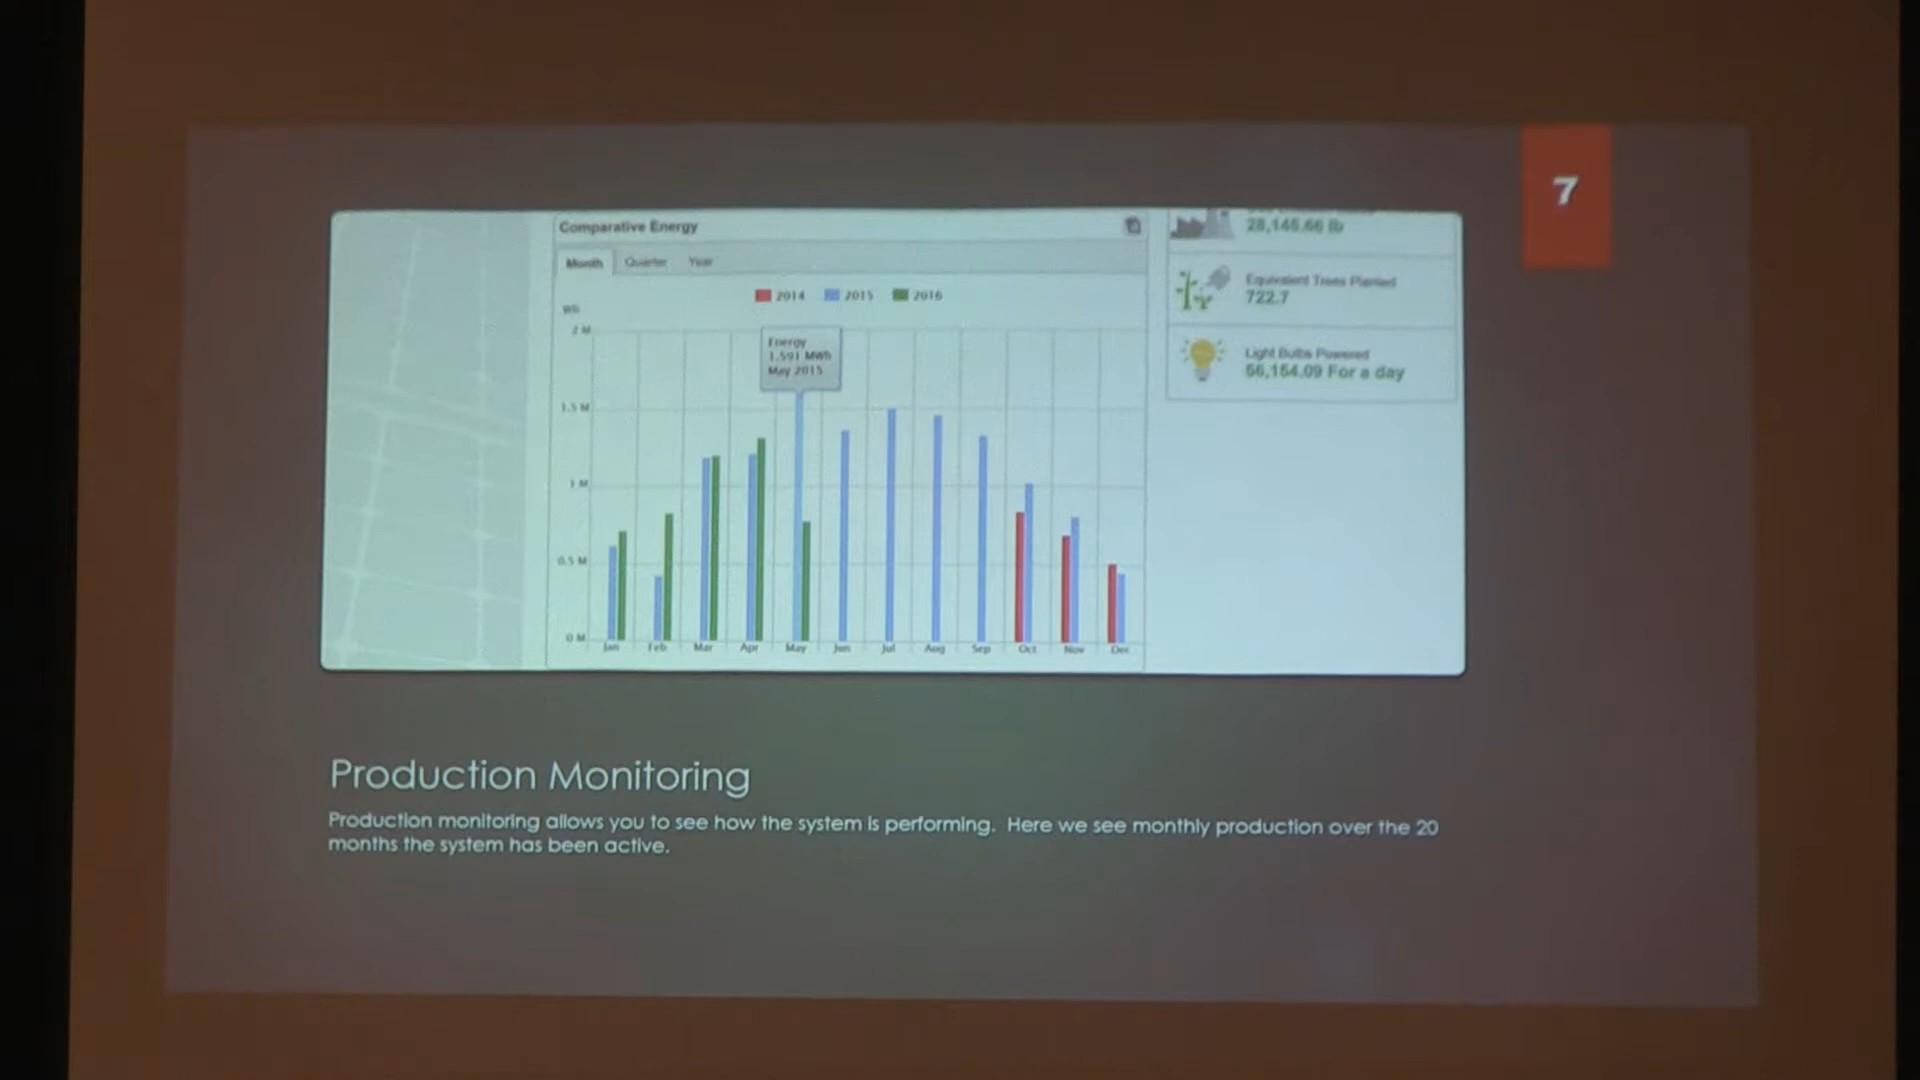 7
Comparative Energy
28,146.66 lb
Month Quarter Year
Equivalent Trees Planted
722.7
2014 2015 2016
Wh
2 M
Energy
1.591 MWh
May 2015
Light Bulbs Powered
56,154.09 For a day
1.5 M
1 M
0.5 M
0 M
Jan Feb Mar Apr May Jun Jul Aug Sep Oct Nov Dec
Production Monitoring
Production monitoring allows you to see how the system is performing. Here we see monthly production over the 20
months the system has been active.